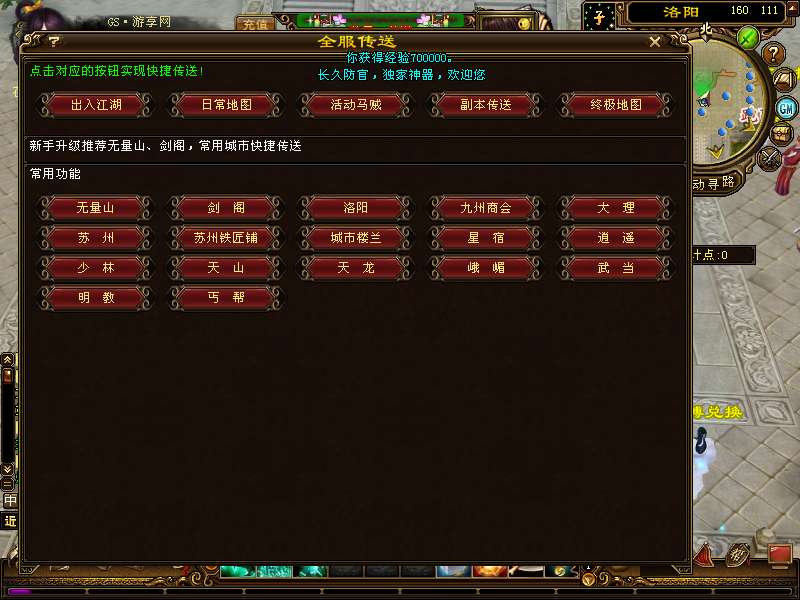 GS·游享网
充值
子
洛阳 160 111
北
? 全服传送
你获得经验700000。
点击对应的按钮实现快捷传送!
长久防官，独家神器，欢迎您
?
GM
出入江湖 日常地图 活动马贼 副本传送 终极地图
新手升级推荐无量山、剑阁，常用城市快捷传送
常用功能
动寻路
无量山 剑 阁 洛阳 九州商会 大 理
苏 州 苏州铁匠铺 城市楼兰 星 宿 逍 遥
计点:0
少 林 天 山 天 龙 峨 嵋 武 当
明 教 丐 帮
兑换
中
近